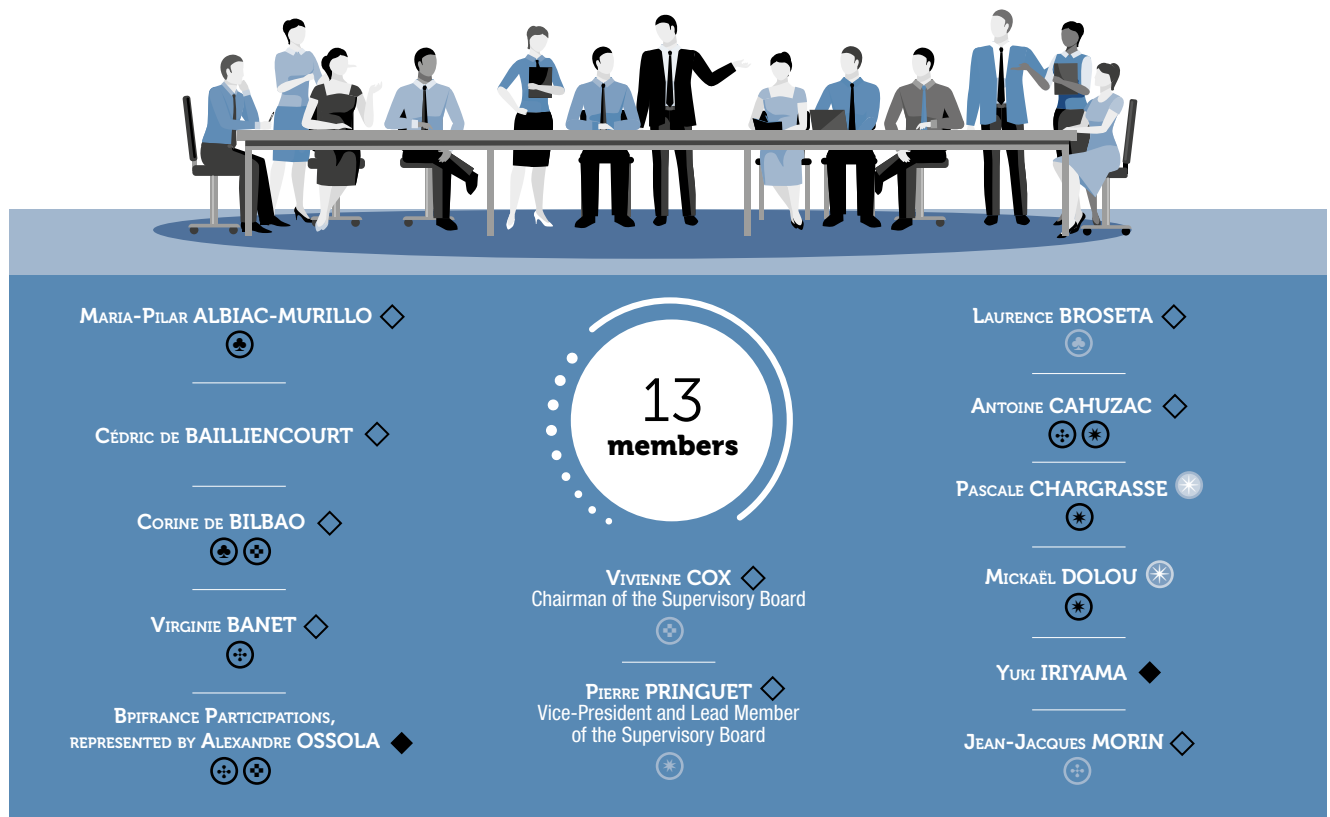 Maria-Pilar ALBIAC-MURILLO
Cédric de BAILLIENCOURT
Corine de BILBAO
Virginie BANET
Bpifrance Participations,
represented by Alexandre OSSOLA
13
members
Vivienne COX
Chairman of the Supervisory Board
Pierre PRINGUET
Vice-President and Lead Member
of the Supervisory Board
Laurence BROSETA
Antoine CAHUZAC
Pascale CHARGRASSE
Mickaël DOLOU
Yuki IRIYAMA
Jean-Jacques MORIN